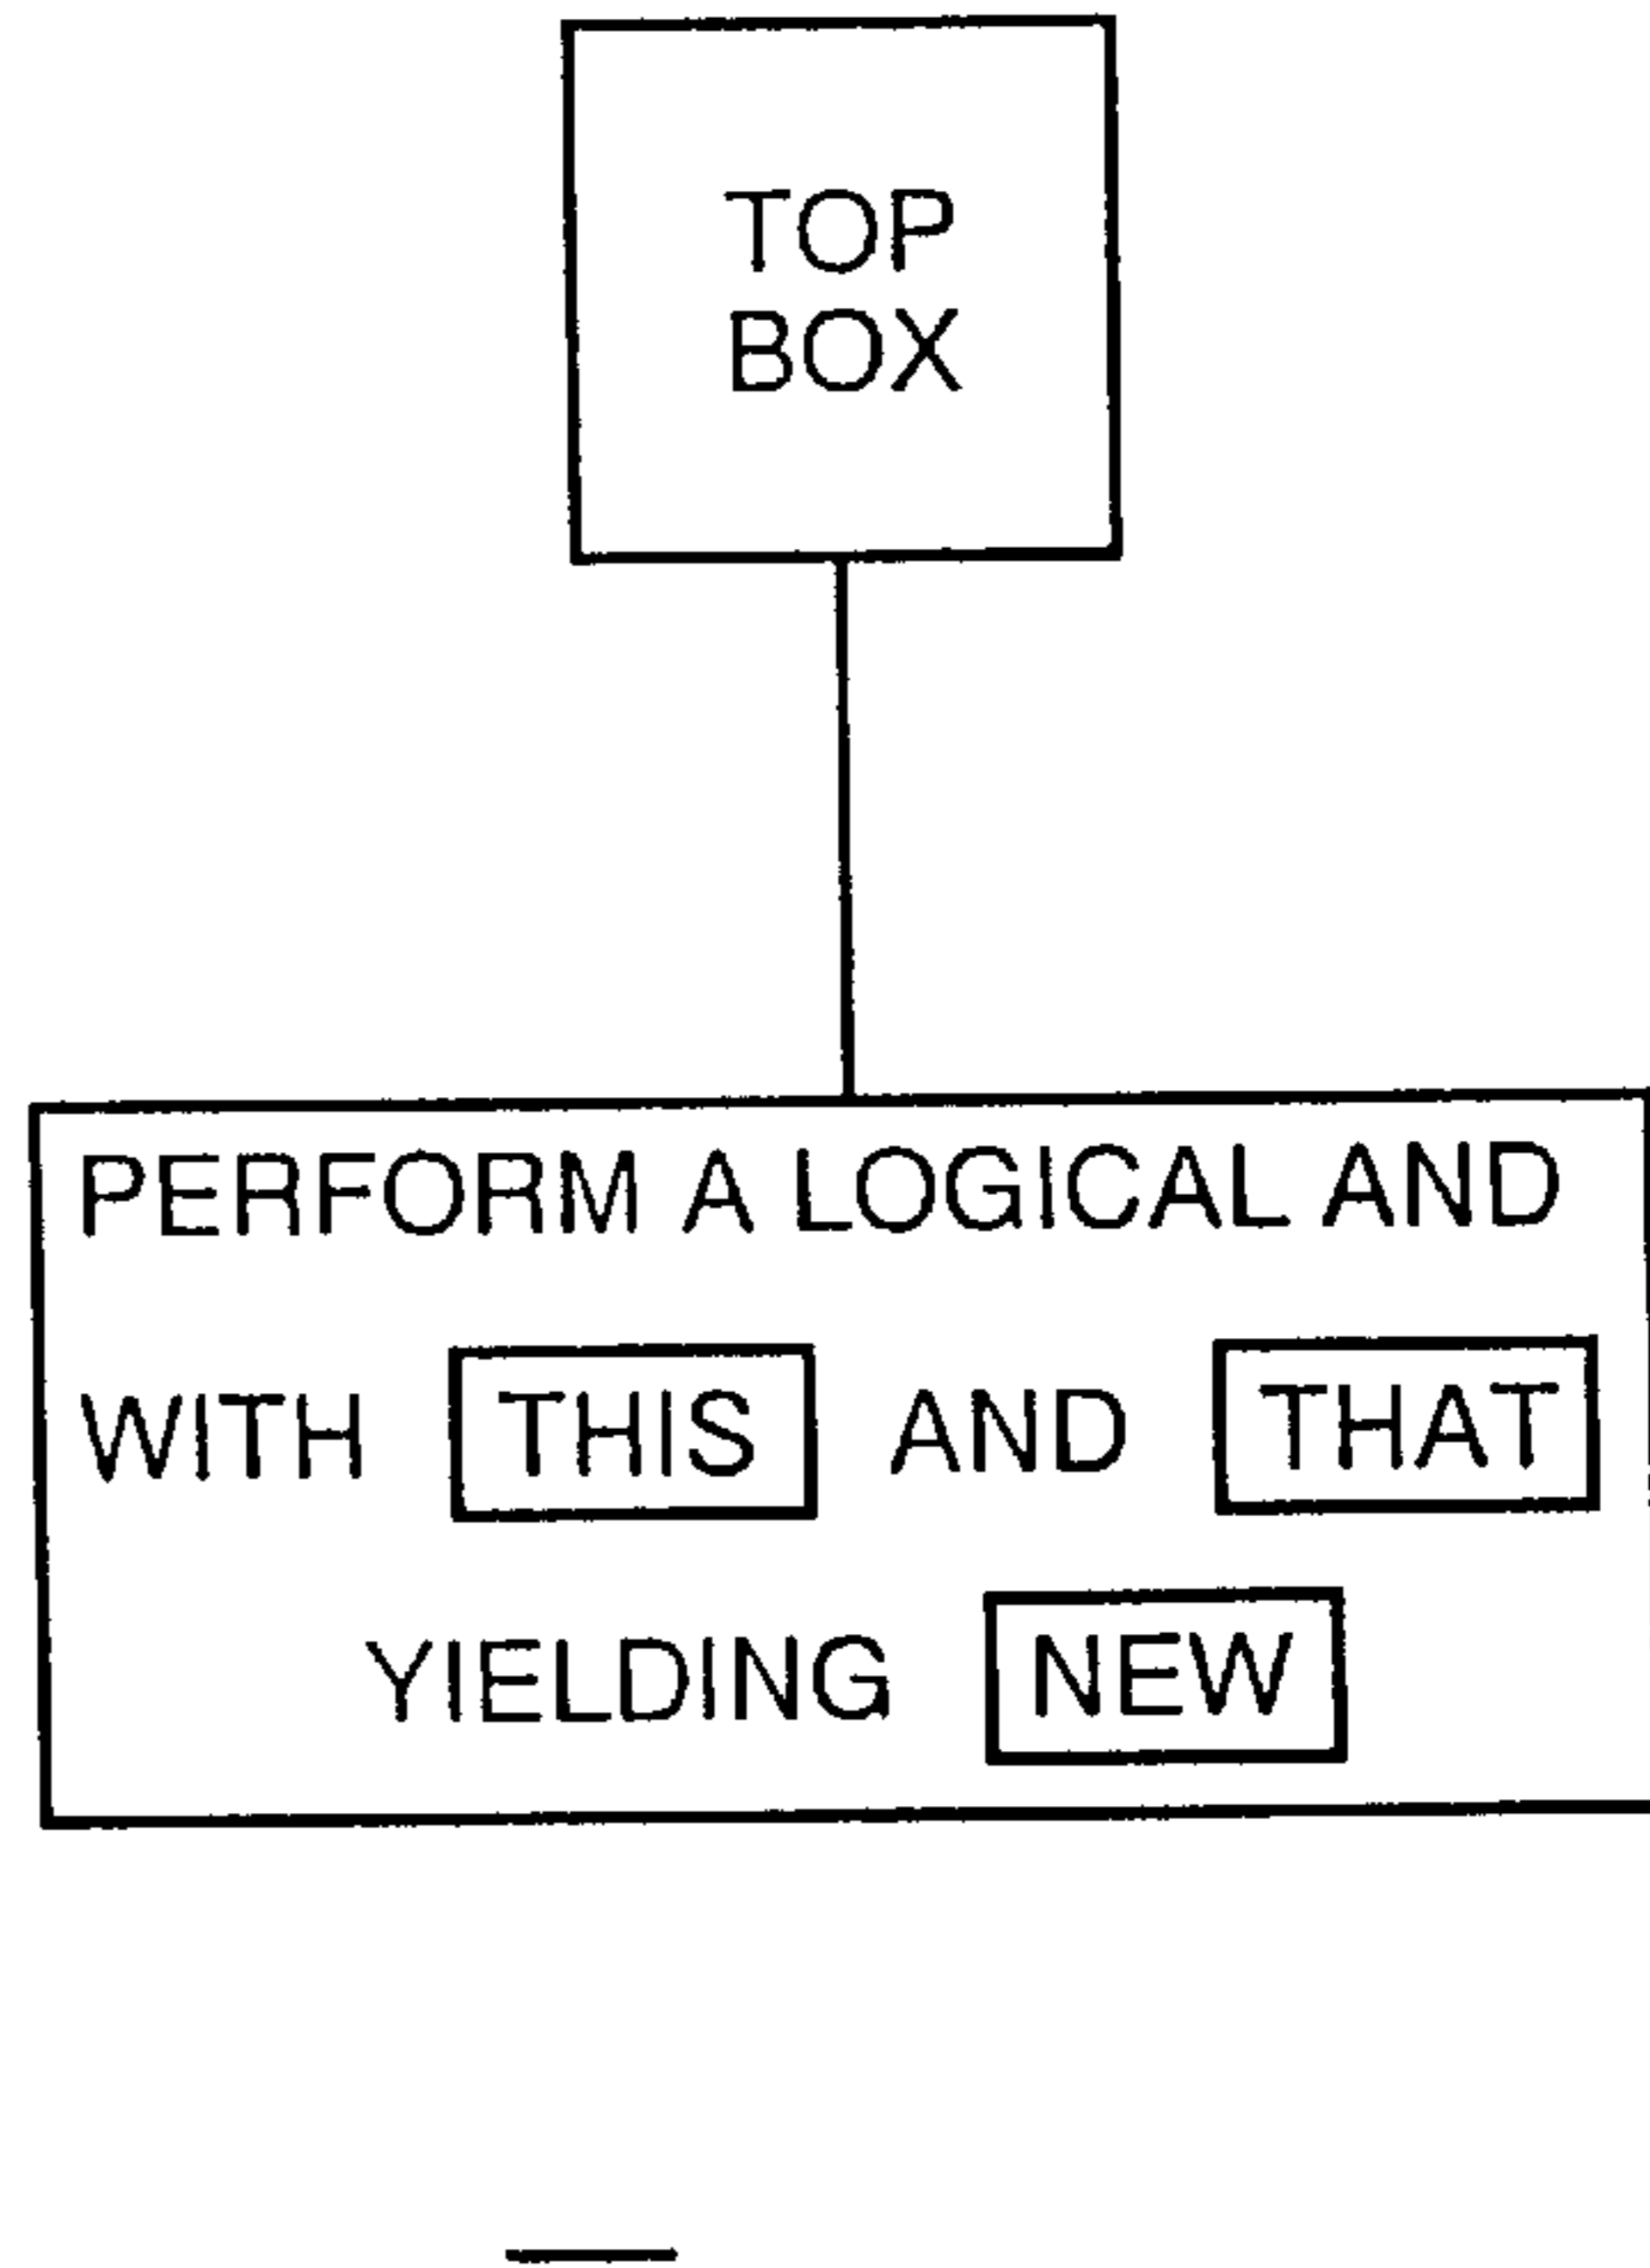 TOP
BOX
PERFORM A LOGICAL AND
WITH THIS AND THAT
YIELDING NEW